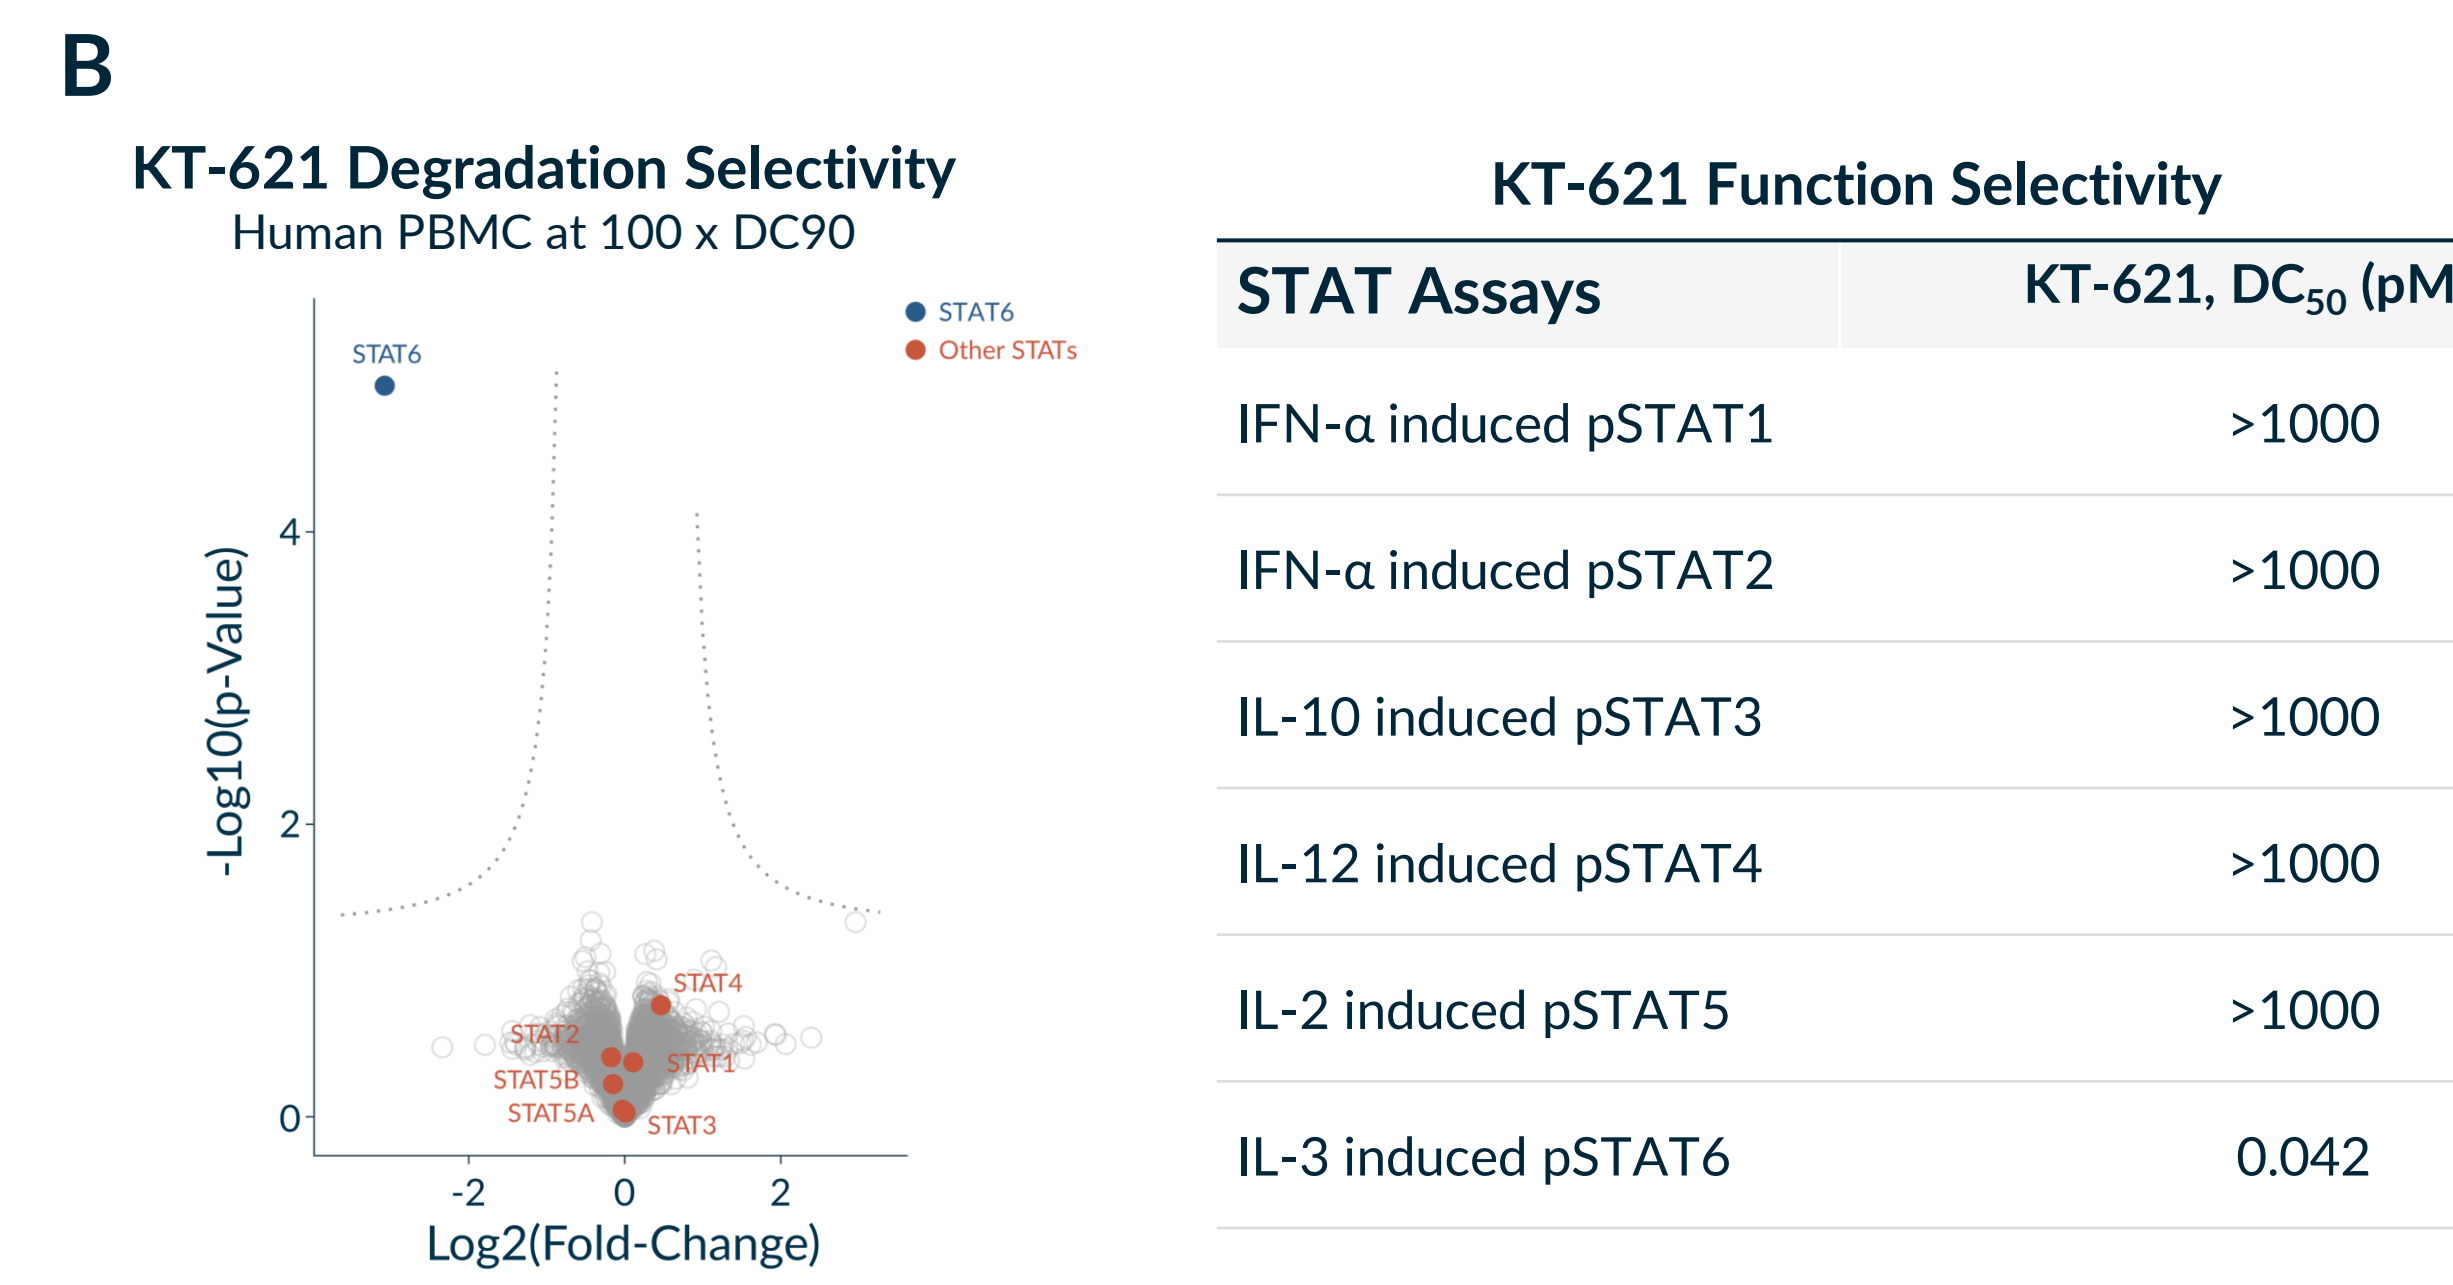 B
KT-621 Degradation Selectivity
Human PBMC at 100 x DC90
STAT6
Other STATs
STAT6
4
2
0
-Log10(p-Value)
STAT4
STAT2
STAT1
STAT5B
STAT5A
STAT3
-2 0 2
Log2(Fold-Change)
KT-621 Function Selectivity
STAT Assays KT-621, DC₅₀ (pM
IFN-α induced pSTAT1 >1000
IFN-α induced pSTAT2 >1000
IL-10 induced pSTAT3 >1000
IL-12 induced pSTAT4 >1000
IL-2 induced pSTAT5 >1000
IL-3 induced pSTAT6 0.042